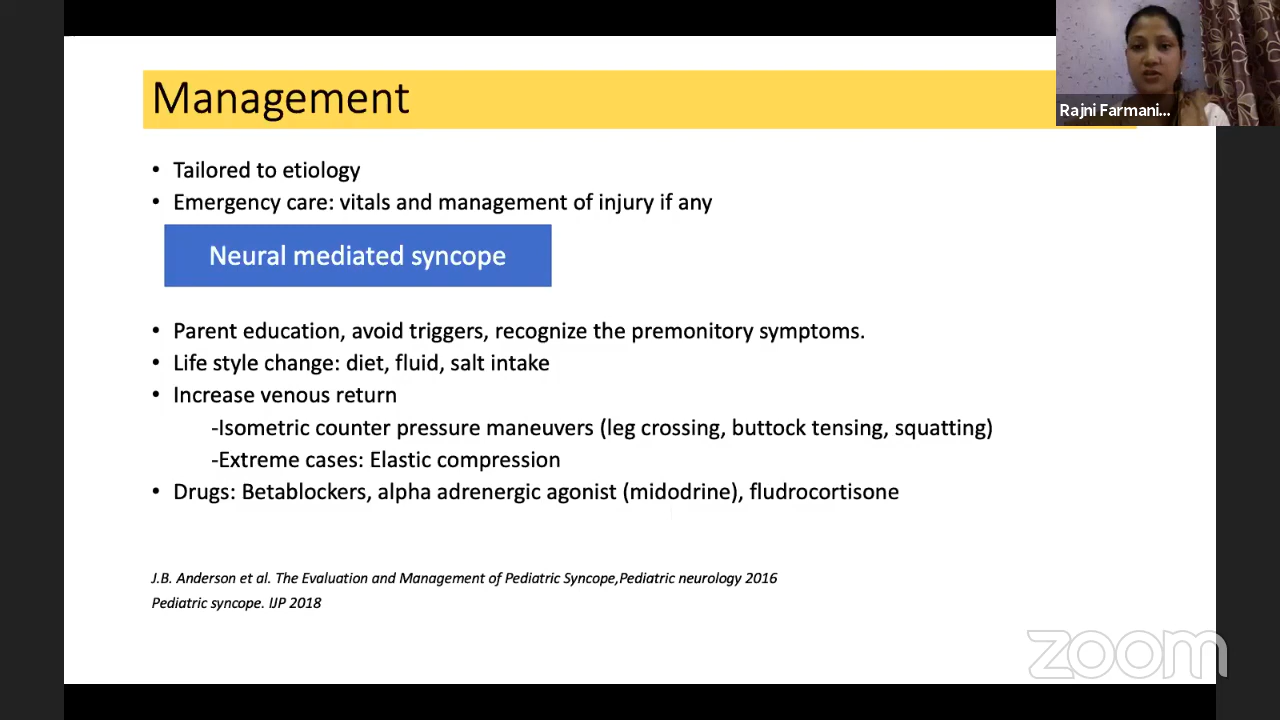 Management
Rajni Farmani...
• Tailored to etiology
• Emergency care: vitals and management of injury if any
Neural mediated syncope
• Parent education, avoid triggers, recognize the premonitory symptoms.
• Life style change: diet, fluid, salt intake
• Increase venous return
-Isometric counter pressure maneuvers (leg crossing, buttock tensing, squatting)
-Extreme cases: Elastic compression
• Drugs: Betablockers, alpha adrenergic agonist (midodrine), fludrocortisone
J.B. Anderson et al. The Evaluation and Management of Pediatric Syncope,Pediatric neurology 2016
Pediatric syncope. IJP 2018
zoom